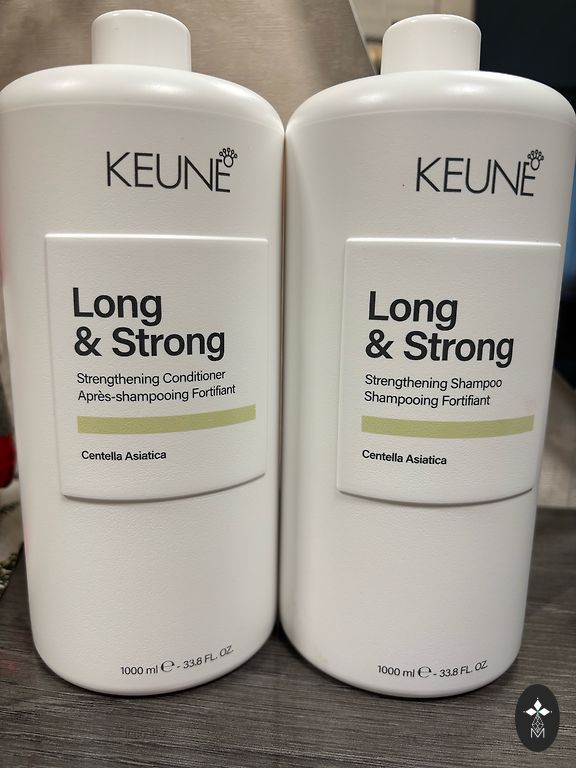 KEUNE
Long
& Strong
Strengthening Conditioner
Après-shampooing Fortifiant
Centella Asiatica
1000 ml ℮ - 33.8 FL. OZ.
KEUNE
Long
& Strong
Strengthening Shampoo
Shampooing Fortifiant
Centella Asiatica
1000 ml ℮ - 33.8 FL. OZ.
M